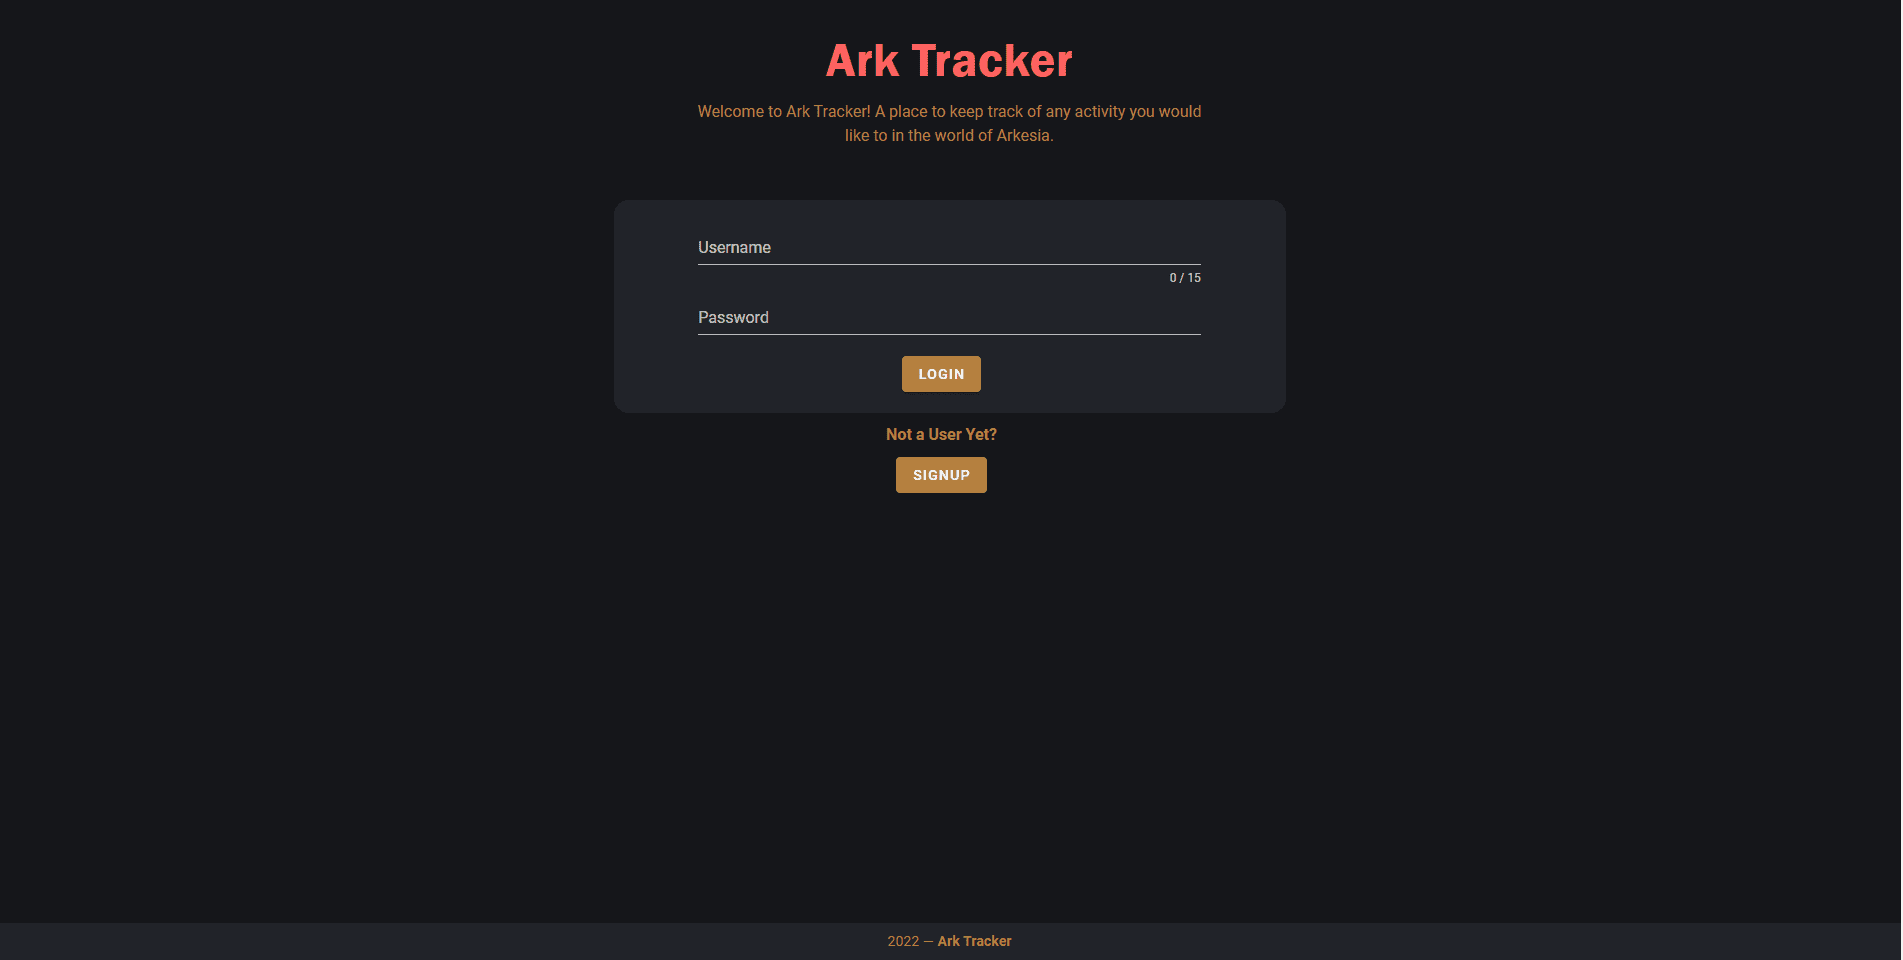 Ark Tracker
Welcome to Ark Tracker! A place to keep track of any activity you would
like to in the world of Arkesia.
Username
0 / 15
Password
LOGIN
Not a User Yet?
SIGNUP
2022 — Ark Tracker